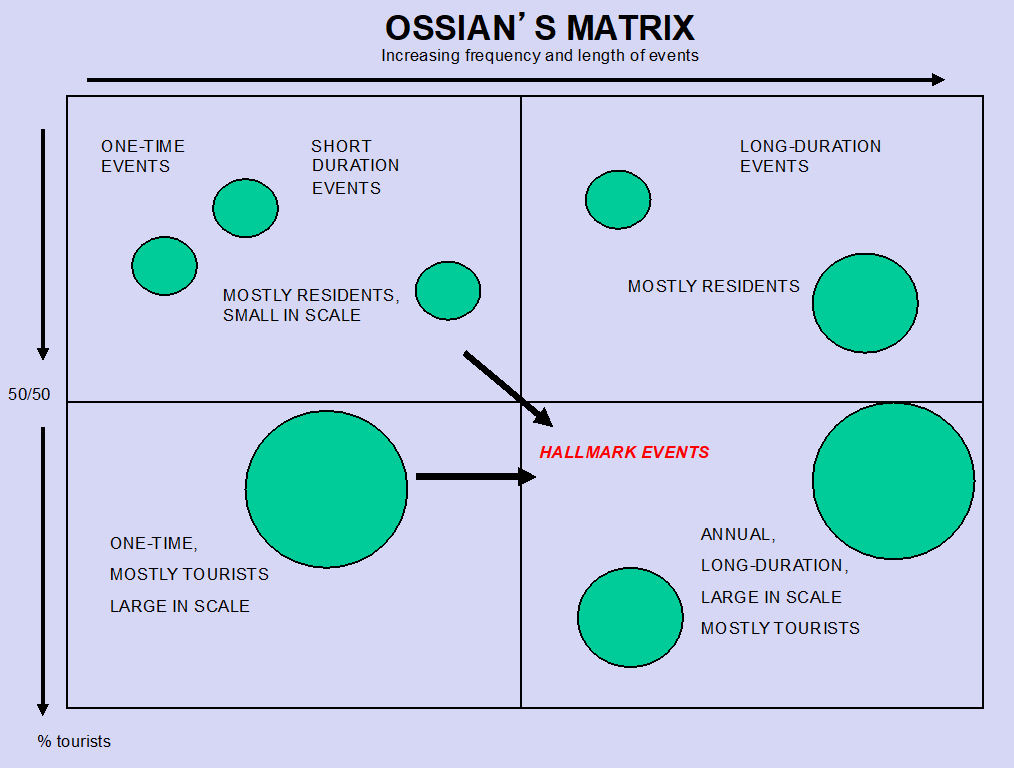 OSSIAN’S MATRIX
Increasing frequency and length of events
ONE-TIME
EVENTS
SHORT
DURATION
EVENTS
LONG-DURATION
EVENTS
MOSTLY RESIDENTS,
SMALL IN SCALE
MOSTLY RESIDENTS
50/50
HALLMARK EVENTS
ONE-TIME,
MOSTLY TOURISTS
LARGE IN SCALE
ANNUAL,
LONG-DURATION,
LARGE IN SCALE
MOSTLY TOURISTS
% tourists